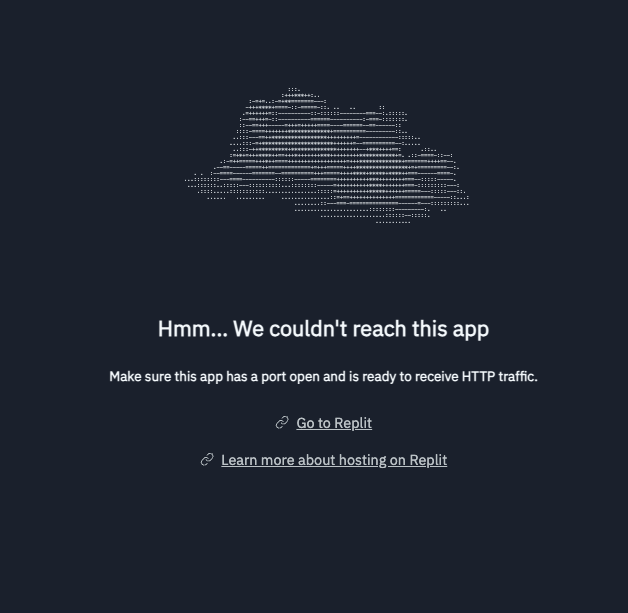 Hmm... We couldn't reach this app
Make sure this app has a port open and is ready to receive HTTP traffic.
Go to Replit
Learn more about hosting on Replit